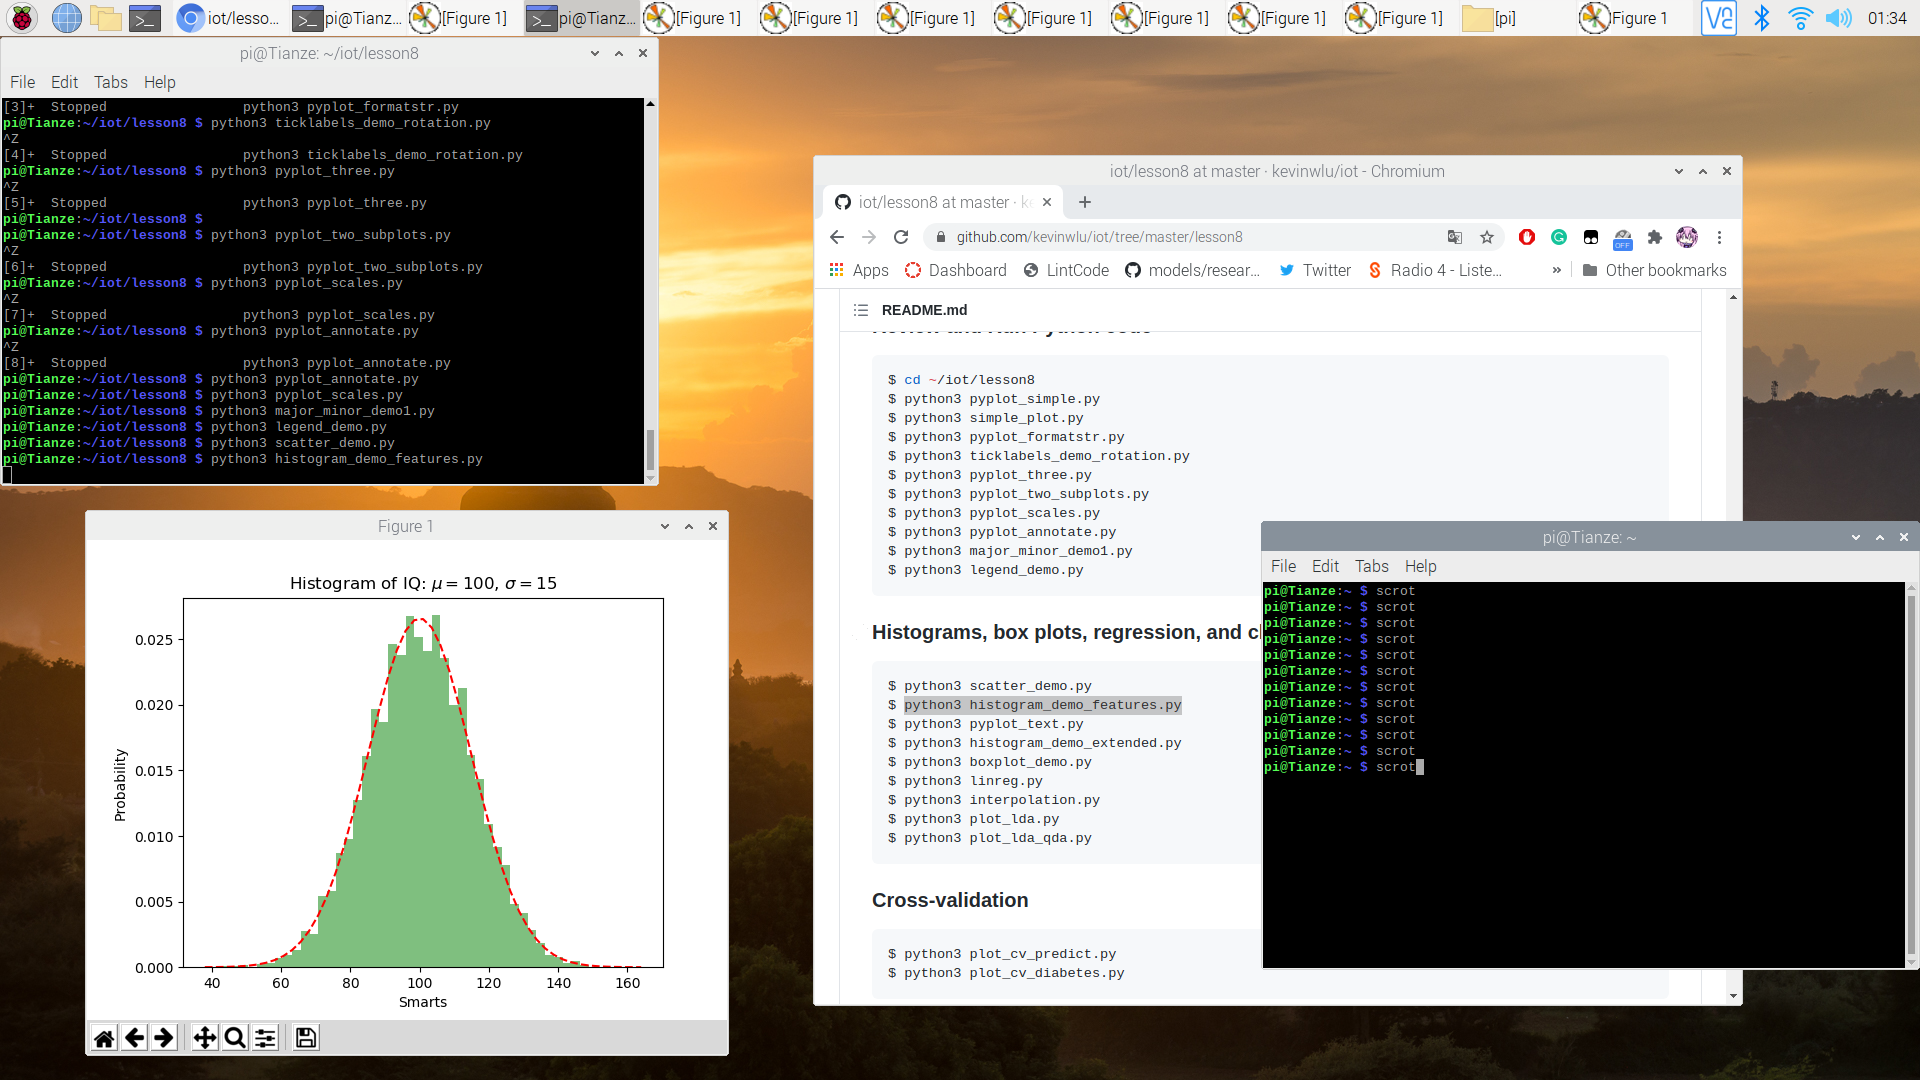 iot/lesso...
pi@Tianz...
[Figure 1]
pi@Tianz...
[Figure 1]
[Figure 1]
[Figure 1]
[Figure 1]
[Figure 1]
[Figure 1]
[Figure 1]
[pi]
Figure 1
01:34
pi@Tianze: ~/iot/lesson8
File Edit Tabs Help
[3]+  Stopped                 python3 pyplot_formatstr.py
pi@Tianze:~/iot/lesson8 $ python3 ticklabels_demo_rotation.py
^Z
[4]+  Stopped                 python3 ticklabels_demo_rotation.py
pi@Tianze:~/iot/lesson8 $ python3 pyplot_three.py
^Z
[5]+  Stopped                 python3 pyplot_three.py
pi@Tianze:~/iot/lesson8 $
pi@Tianze:~/iot/lesson8 $ python3 pyplot_two_subplots.py
^Z
[6]+  Stopped                 python3 pyplot_two_subplots.py
pi@Tianze:~/iot/lesson8 $ python3 pyplot_scales.py
^Z
[7]+  Stopped                 python3 pyplot_scales.py
pi@Tianze:~/iot/lesson8 $ python3 pyplot_annotate.py
^Z
[8]+  Stopped                 python3 pyplot_annotate.py
pi@Tianze:~/iot/lesson8 $ python3 pyplot_annotate.py
pi@Tianze:~/iot/lesson8 $ python3 pyplot_scales.py
pi@Tianze:~/iot/lesson8 $ python3 major_minor_demo1.py
pi@Tianze:~/iot/lesson8 $ python3 legend_demo.py
pi@Tianze:~/iot/lesson8 $ python3 scatter_demo.py
pi@Tianze:~/iot/lesson8 $ python3 histogram_demo_features.py
Figure 1
Histogram of IQ: μ = 100, σ = 15
Probability
0.025
0.020
0.015
0.010
0.005
0.000
40 60 80 100 120 140 160
Smarts
iot/lesson8 at master · kevinwlu/iot - Chromium
iot/lesson8 at master · ke
github.com/kevinwlu/iot/tree/master/lesson8
OFF
Apps Dashboard LintCode models/resear... Twitter Radio 4 - Liste... » Other bookmarks
README.md
Review and Run Python code
$ cd ~/iot/lesson8
$ python3 pyplot_simple.py
$ python3 simple_plot.py
$ python3 pyplot_formatstr.py
$ python3 ticklabels_demo_rotation.py
$ python3 pyplot_three.py
$ python3 pyplot_two_subplots.py
$ python3 pyplot_scales.py
$ python3 pyplot_annotate.py
$ python3 major_minor_demo1.py
$ python3 legend_demo.py
Histograms, box plots, regression, and cl
$ python3 scatter_demo.py
$ python3 histogram_demo_features.py
$ python3 pyplot_text.py
$ python3 histogram_demo_extended.py
$ python3 boxplot_demo.py
$ python3 linreg.py
$ python3 interpolation.py
$ python3 plot_lda.py
$ python3 plot_lda_qda.py
Cross-validation
$ python3 plot_cv_predict.py
$ python3 plot_cv_diabetes.py
pi@Tianze: ~
File Edit Tabs Help
pi@Tianze:~ $ scrot
pi@Tianze:~ $ scrot
pi@Tianze:~ $ scrot
pi@Tianze:~ $ scrot
pi@Tianze:~ $ scrot
pi@Tianze:~ $ scrot
pi@Tianze:~ $ scrot
pi@Tianze:~ $ scrot
pi@Tianze:~ $ scrot
pi@Tianze:~ $ scrot
pi@Tianze:~ $ scrot
pi@Tianze:~ $ scrot